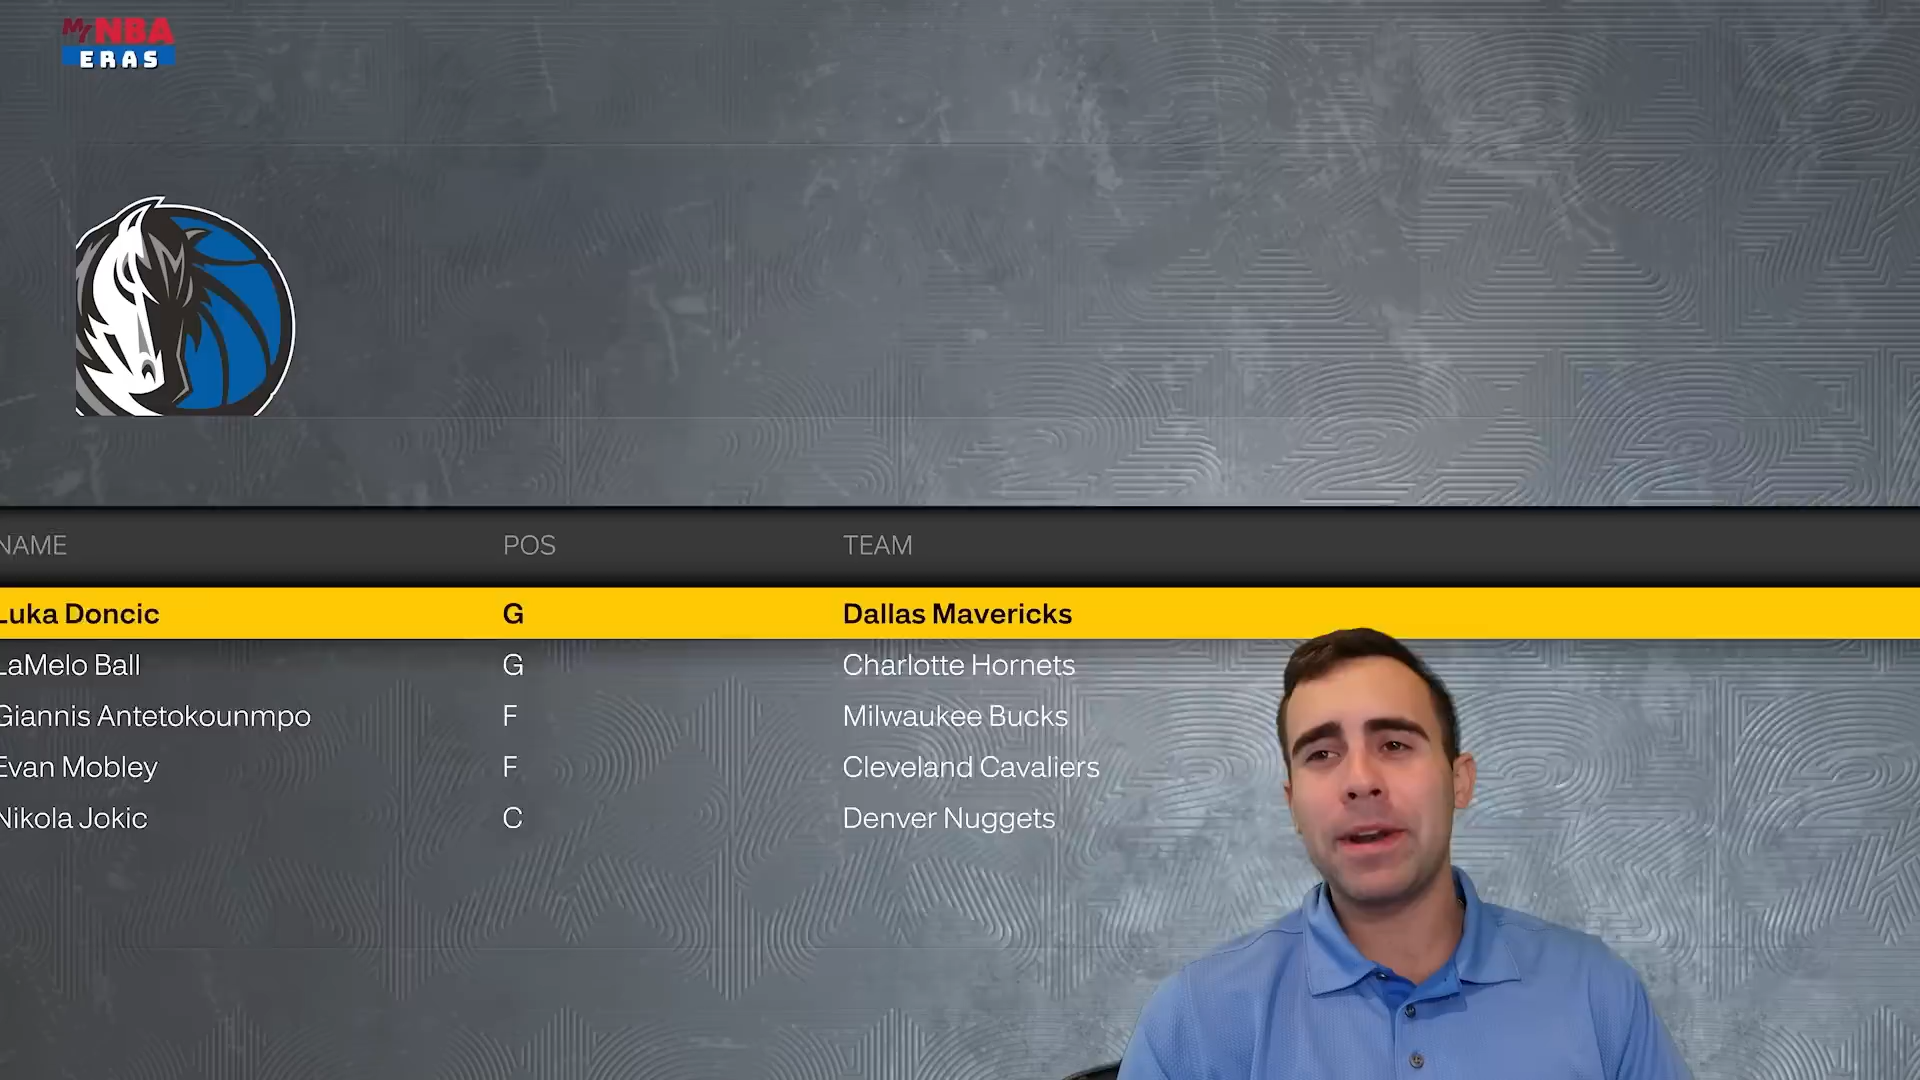 MyNBA
ERAS
NAME POS TEAM
Luka Doncic G Dallas Mavericks
LaMelo Ball G Charlotte Hornets
Giannis Antetokounmpo F Milwaukee Bucks
Evan Mobley F Cleveland Cavaliers
Nikola Jokic C Denver Nuggets